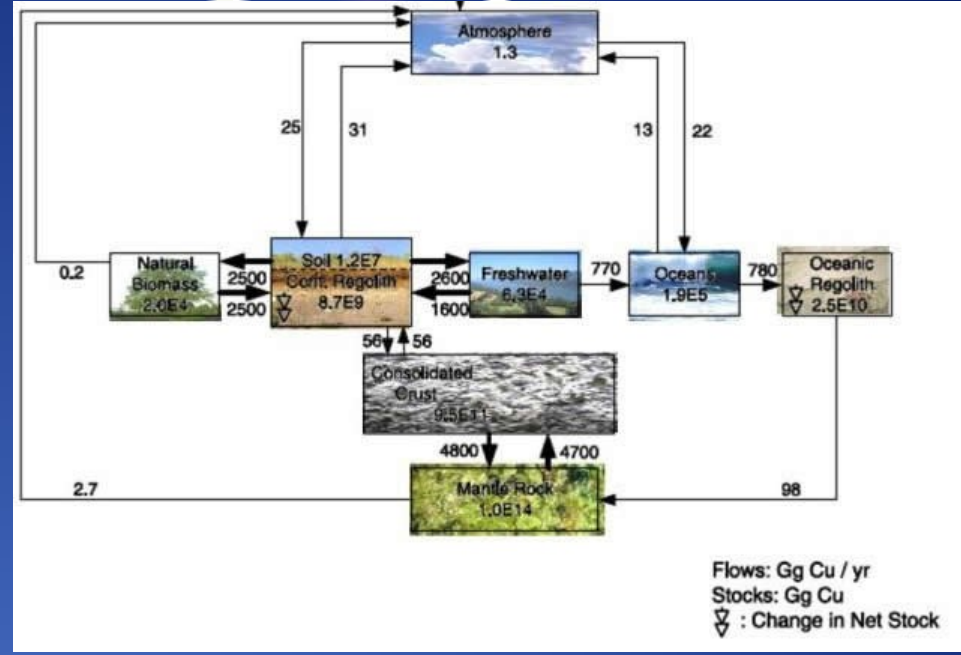 Atmosphere
1.3
25
31
13
22
0.2
Natural
Biomass
2.0E4
2500
2500
Soil 1.2E7
Cont. Regolith
8.7E9
2600
1600
Freshwater
6.3E4
770
Oceans
1.9E5
780
Oceanic
Regolith
2.5E10
56
56
Consolidated
Crust
9.5E11
4800
4700
Mantle Rock
1.0E14
2.7
98
Flows: Gg Cu / yr
Stocks: Gg Cu
: Change in Net Stock